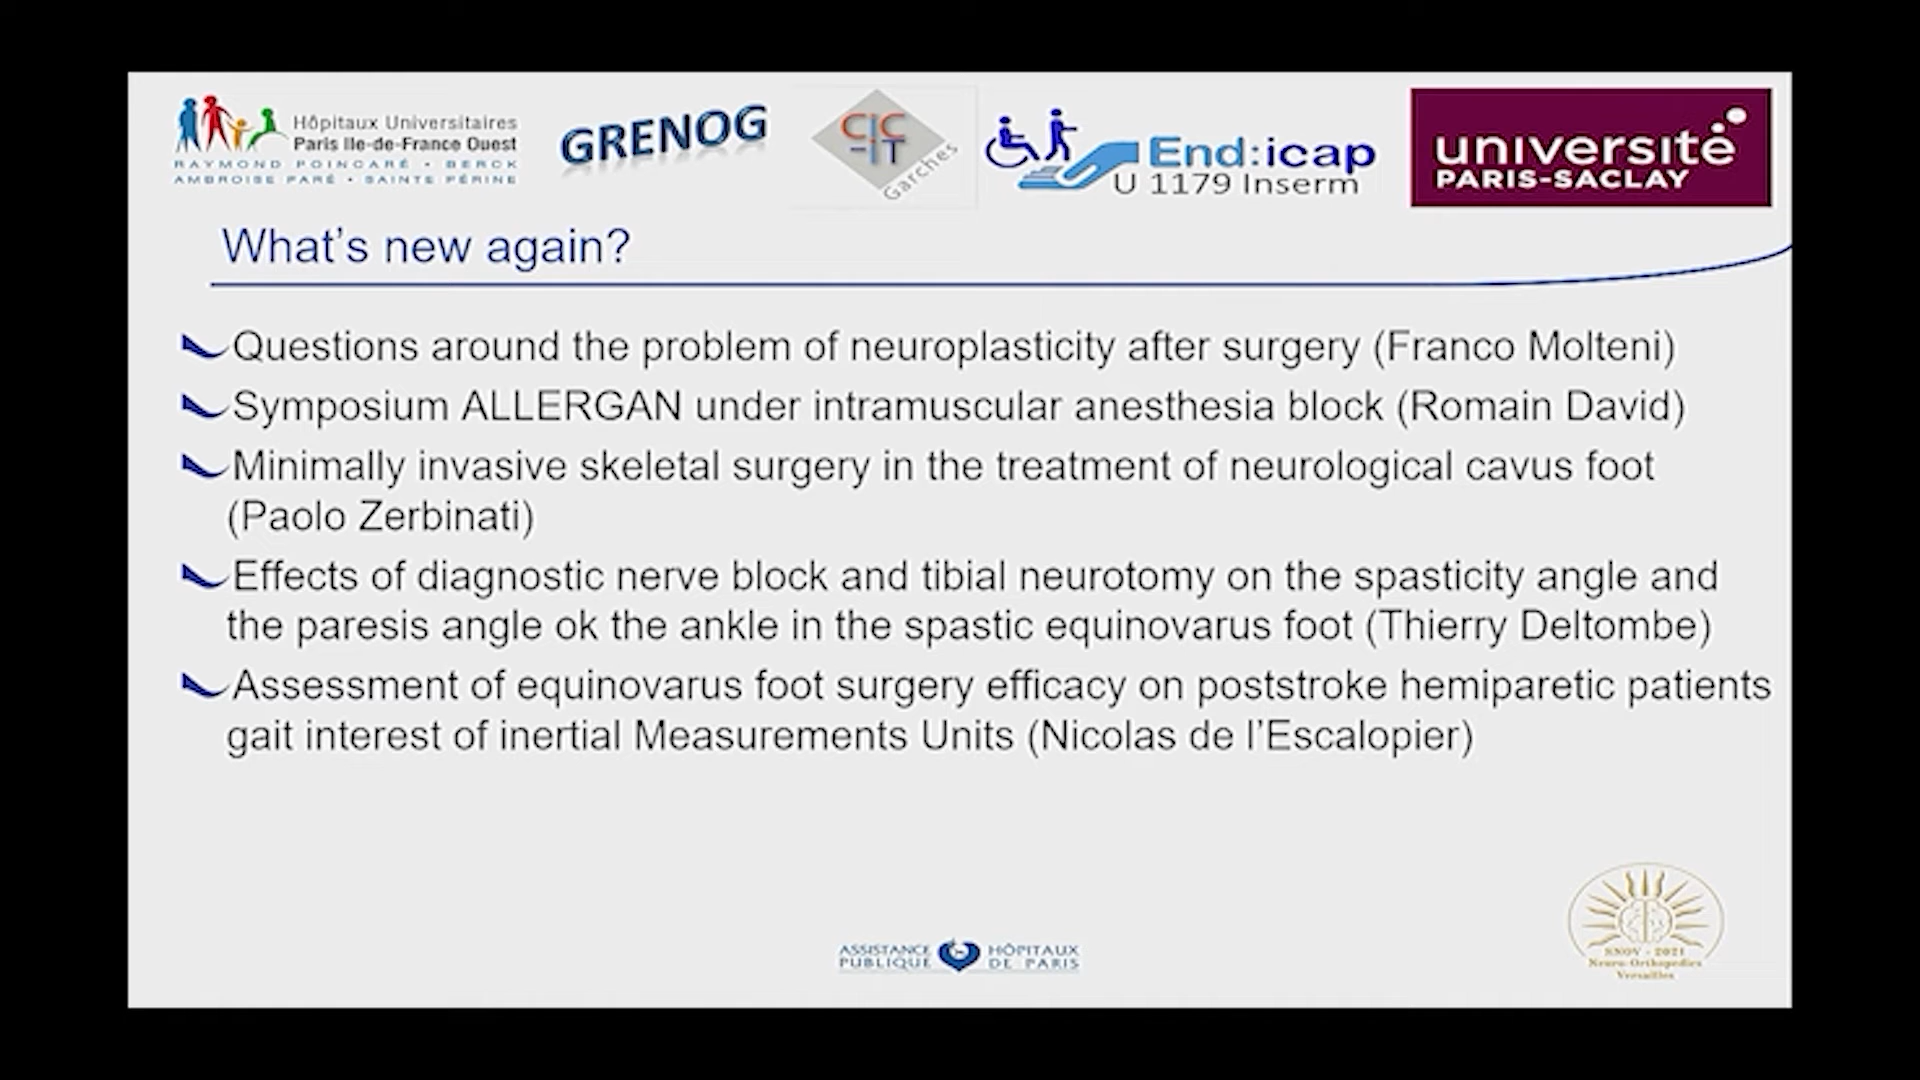 Hôpitaux Universitaires
Paris Ile-de-France Ouest
RAYMOND POINCARÉ • BERCK
AMBROISE PARÉ • SAINTE PÉRINE
GRENOG
CIC
-IT
Garches
End:icap
U 1179 Inserm
université
PARIS-SACLAY
What's new again?
Questions around the problem of neuroplasticity after surgery (Franco Molteni)
Symposium ALLERGAN under intramuscular anesthesia block (Romain David)
Minimally invasive skeletal surgery in the treatment of neurological cavus foot
(Paolo Zerbinati)
Effects of diagnostic nerve block and tibial neurotomy on the spasticity angle and
the paresis angle ok the ankle in the spastic equinovarus foot (Thierry Deltombe)
Assessment of equinovarus foot surgery efficacy on poststroke hemiparetic patients
gait interest of inertial Measurements Units (Nicolas de l'Escalopier)
ASSISTANCE HÔPITAUX
PUBLIQUE DE PARIS
SNOV - 2021
Neuro-Orthopedics
Versailles